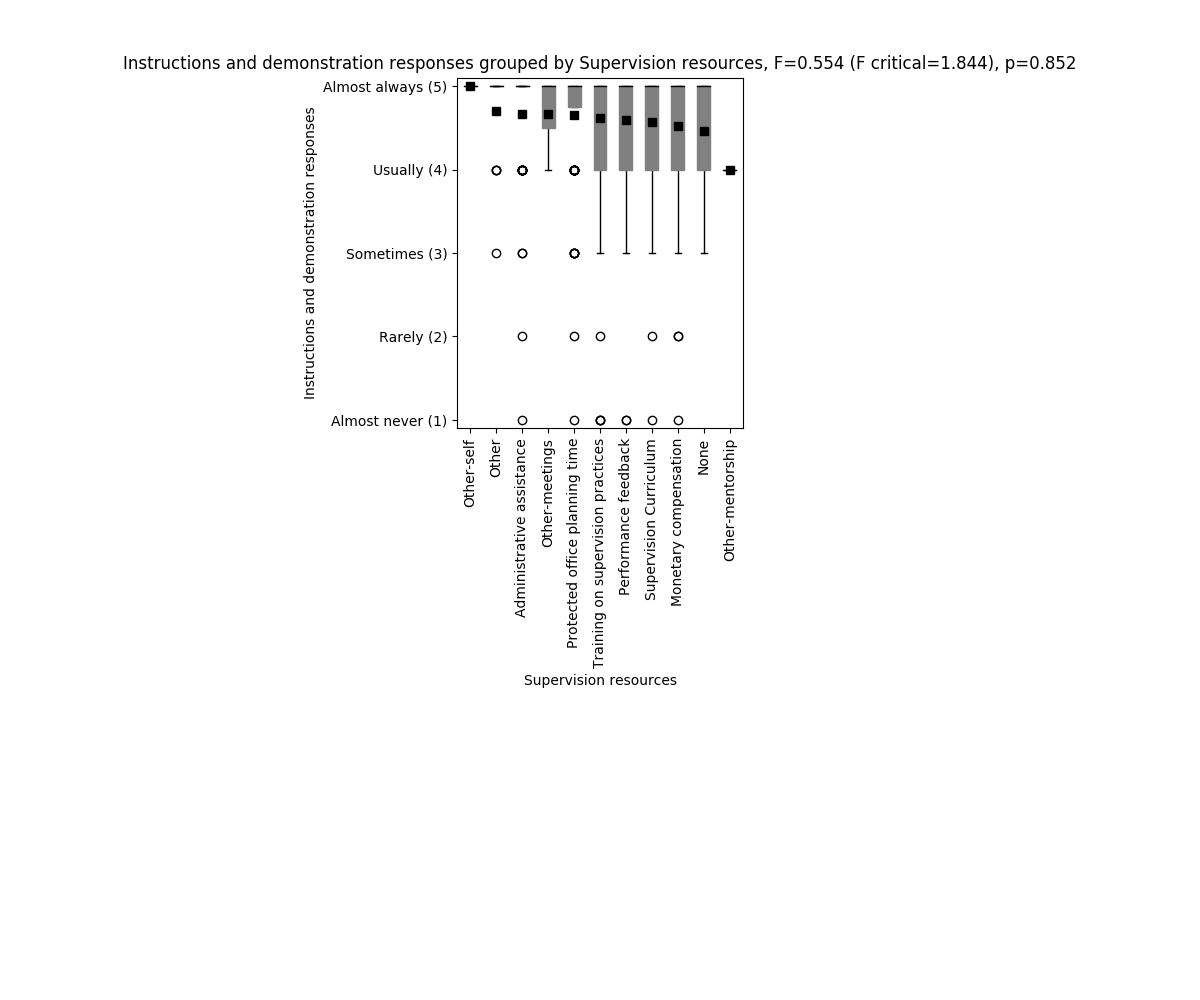 Instructions and demonstration responses grouped by Supervision resources, F=0.554 (F critical=1.844), p=0.852
Instructions and demonstration responses
Almost always (5)
Usually (4)
Sometimes (3)
Rarely (2)
Almost never (1)
Other-self
Other
Administrative assistance
Other-meetings
Protected office planning time
Training on supervision practices
Performance feedback
Supervision Curriculum
Monetary compensation
None
Other-mentorship
Supervision resources